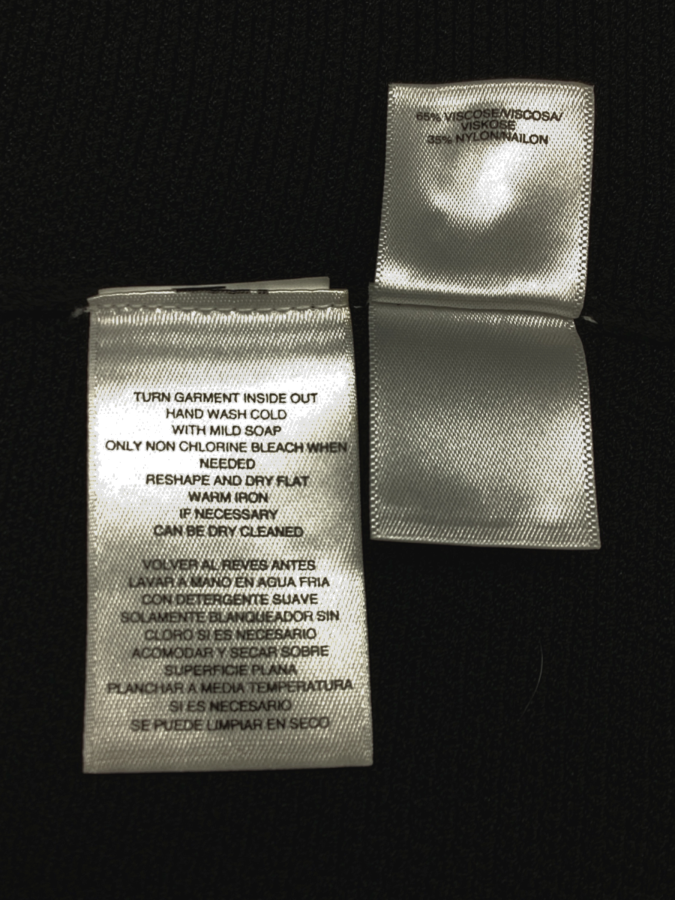 65% VISCOSE/VISCOSA/
VISKOSE
35% NYLON/NAILON
TURN GARMENT INSIDE OUT
HAND WASH COLD
WITH MILD SOAP
ONLY NON CHLORINE BLEACH WHEN
NEEDED
RESHAPE AND DRY FLAT
WARM IRON
IF NECESSARY
CAN BE DRY CLEANED
VOLVER AL REVES ANTES
LAVAR A MANO EN AGUA FRIA
CON DETERGENTE SUAVE
SOLAMENTE BLANQUEADOR SIN
CLORO SI ES NECESARIO
ACOMODAR Y SECAR SOBRE
SUPERFICIE PLANA
PLANCHAR A MEDIA TEMPERATURA
SI ES NECESARIO
SE PUEDE LIMPIAR EN SECO